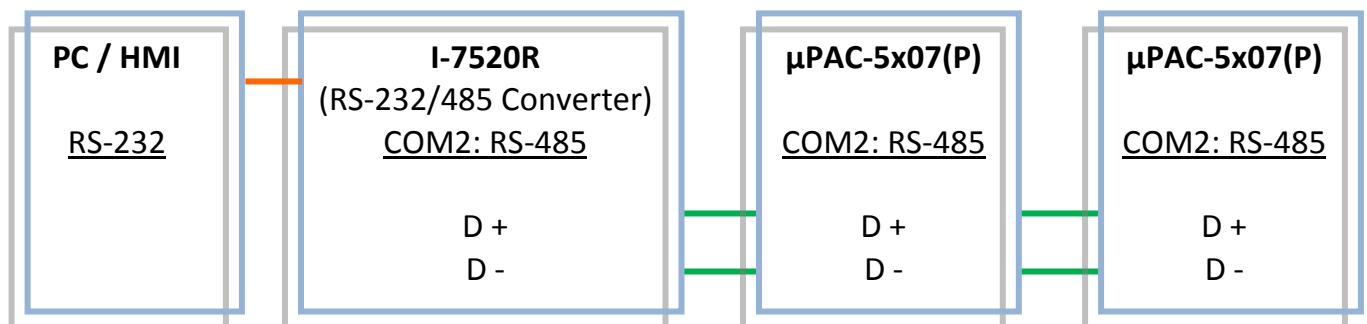 PC / HMI
RS-232
I-7520R
(RS-232/485 Converter)
COM2: RS-485
D +
D -
µPAC-5x07(P)
COM2: RS-485
D +
D -
µPAC-5x07(P)
COM2: RS-485
D +
D -